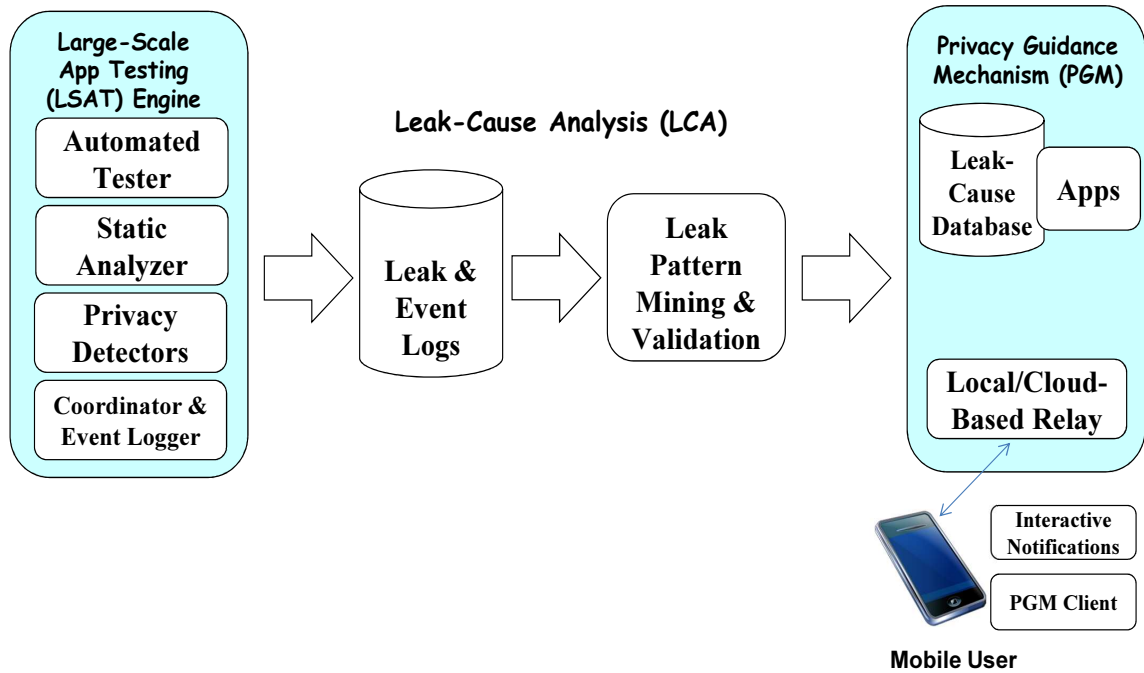 Large-Scale
App Testing
(LSAT) Engine
Automated
Tester
Static
Analyzer
Privacy
Detectors
Coordinator &
Event Logger
Leak-Cause Analysis (LCA)
Leak &
Event
Logs
Leak
Pattern
Mining &
Validation
Privacy Guidance
Mechanism (PGM)
Leak-
Cause
Database
Apps
Local/Cloud-
Based Relay
Interactive
Notifications
PGM Client
Mobile User